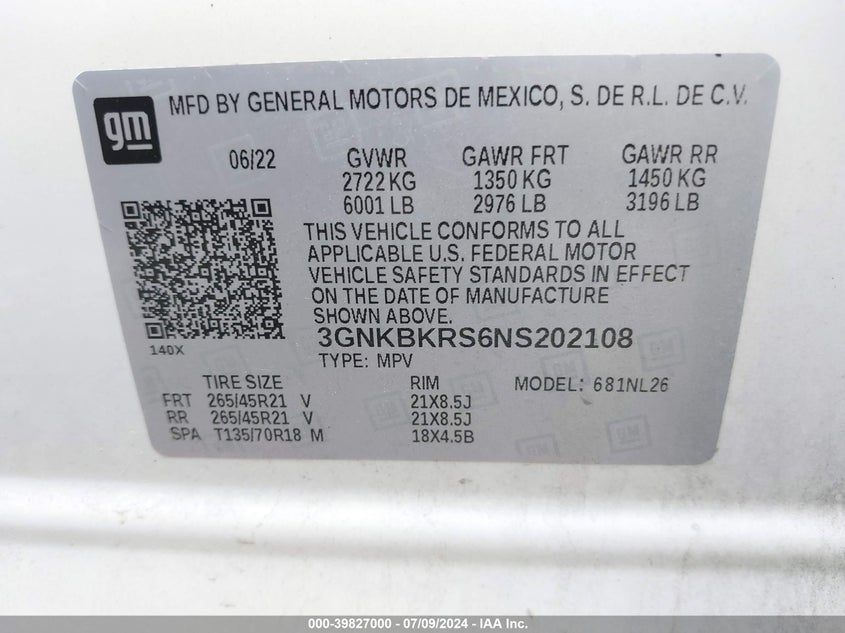 gm
MFD BY GENERAL MOTORS DE MEXICO, S. DE R.L. DE C.V.
06/22 GVWR GAWR FRT GAWR RR
2722 KG 1350 KG 1450 KG
6001 LB 2976 LB 3196 LB
THIS VEHICLE CONFORMS TO ALL
APPLICABLE U.S. FEDERAL MOTOR
VEHICLE SAFETY STANDARDS IN EFFECT
ON THE DATE OF MANUFACTURE
SHOWN ABOVE.
3GNKBKRS6NS202108
140X
TYPE: MPV
TIRE SIZE RIM MODEL: 681NL26
FRT 265/45R21 V 21X8.5J
RR 265/45R21 V 21X8.5J
SPA T135/70R18 M 18X4.5B
000-39827000 / 07/09/2024 - IAA Inc.